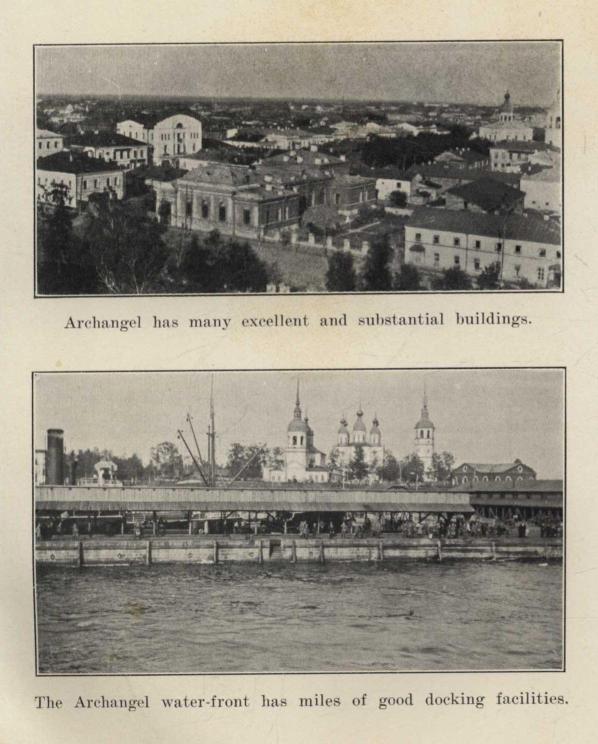 Archangel has many excellent and substantial buildings.
The Archangel water-front has miles of good docking facilities.